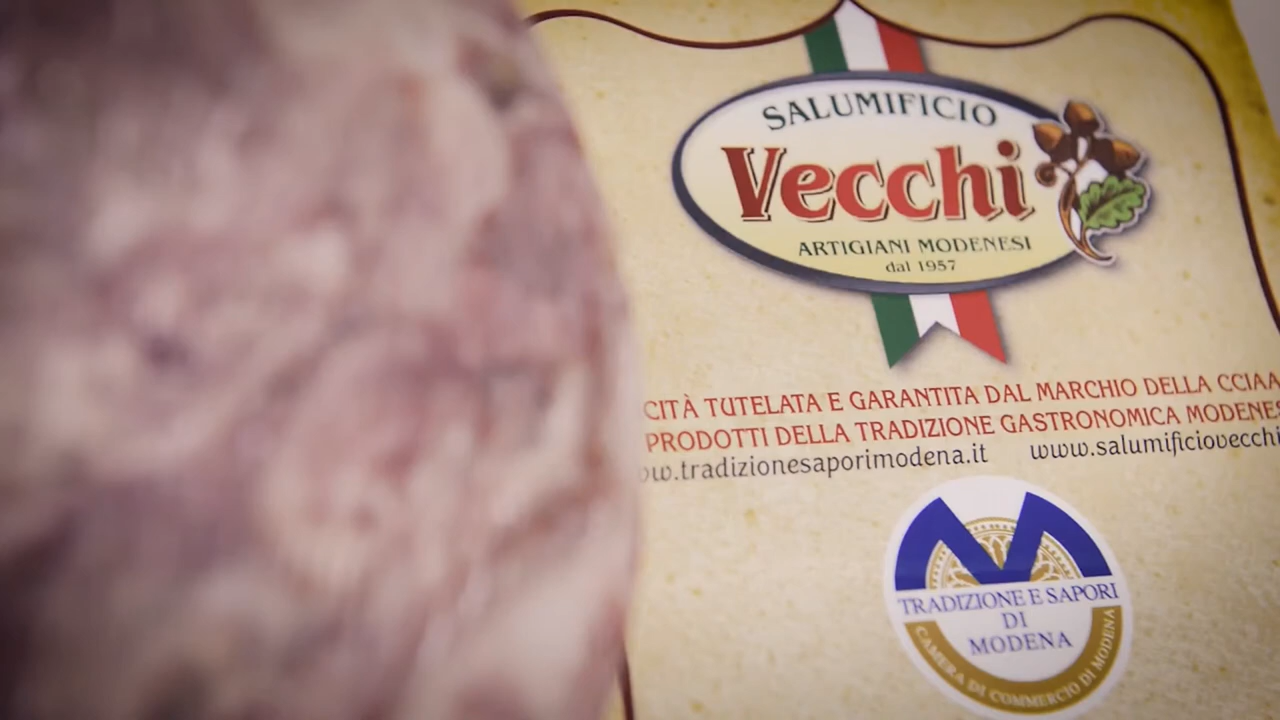 SALUMIFICIO
Vecchi
ARTIGIANI MODENESI
dal 1957
CITÀ TUTELATA E GARANTITA DAL MARCHIO DELLA CCIAA
PRODOTTI DELLA TRADIZIONE GASTRONOMICA MODENES
ww.tradizionesaporimodena.it www.salumificiovecchi
TRADIZIONE E SAPORI
DI
MODENA
CAMERA DI COMMERCIO DI MODENA